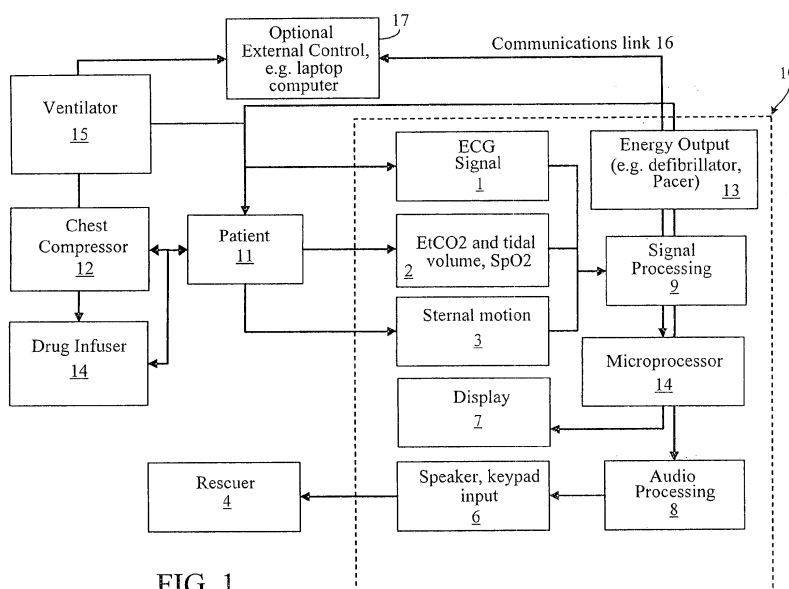 Optional
External Control,
e.g. laptop
computer
17
Communications link 16
Ventilator
15
ECG
Signal
1
Energy Output
(e.g. defibrillator,
Pacer)
13
Chest
Compressor
12
Patient
11
EtCO2 and tidal
2 volume, SpO2
Signal
Processing
9
Sternal motion
3
Drug Infuser
14
Microprocessor
14
Display
7
Rescuer
4
Speaker, keypad
input
6
Audio
Processing
8
FIG. 1